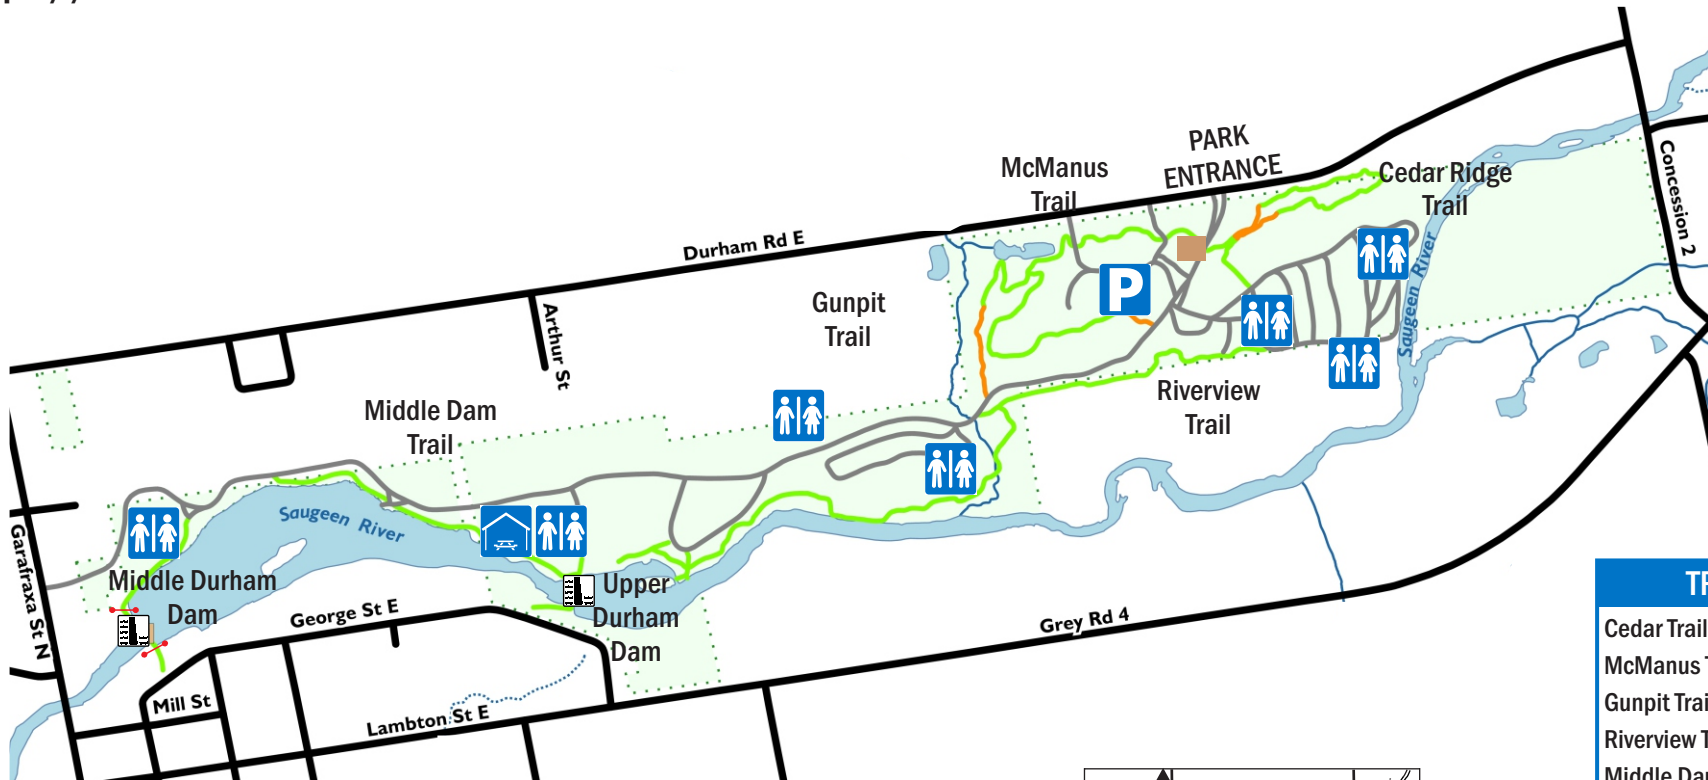 PARK
ENTRANCE
McManus
Trail
Cedar Ridge
Trail
Concession 2
Durham Rd E
Saugeen River
Arthur St
Gunpit
Trail
Riverview
Trail
Middle Dam
Trail
P
Saugeen River
Garafraxa St N
Middle Durham
Dam
Upper
Durham
Dam
George St E
Grey Rd 4
Mill St
Lambton St E
Cedar Trail
McManus
Gunpit Trai
Riverview
Middle Da